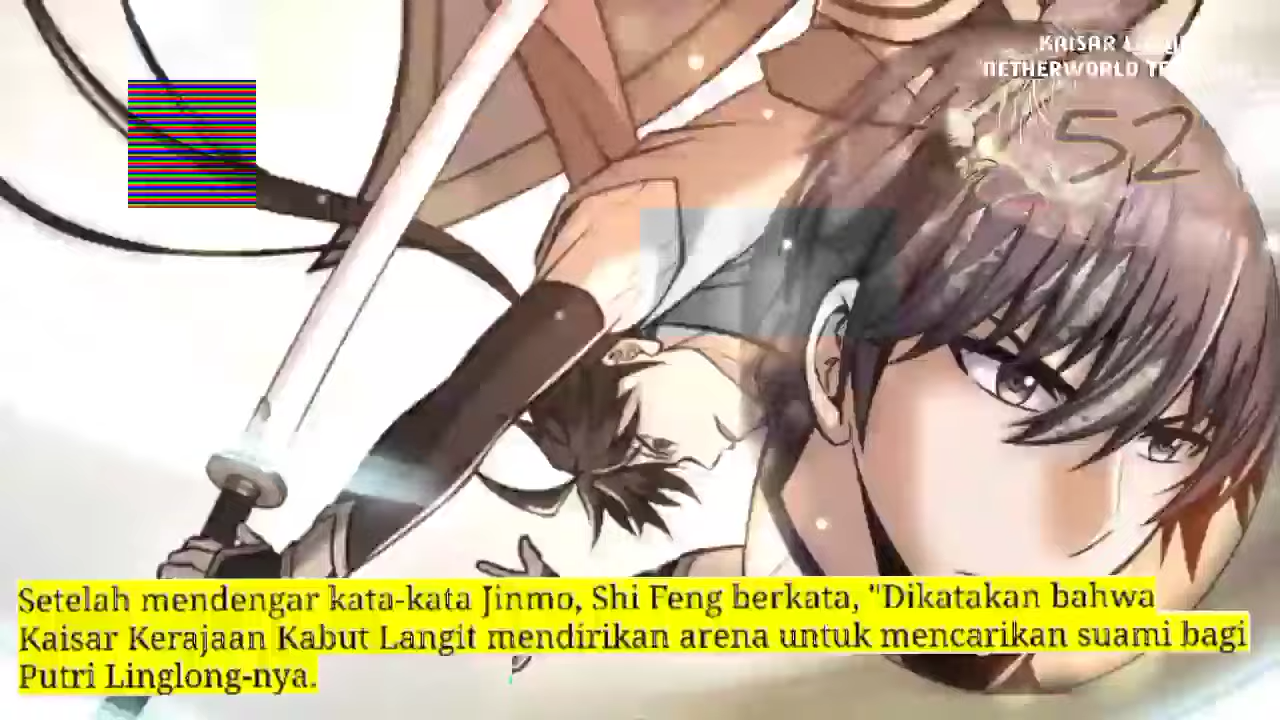 KAISAR
NETHERWORLD
52
Setelah mendengar kata-kata Jinmo, Shi Feng berkata, "Dikatakan bahwa
Kaisar Kerajaan Kabut Langit mendirikan arena untuk mencarikan suami bagi
Putri Linglong-nya.